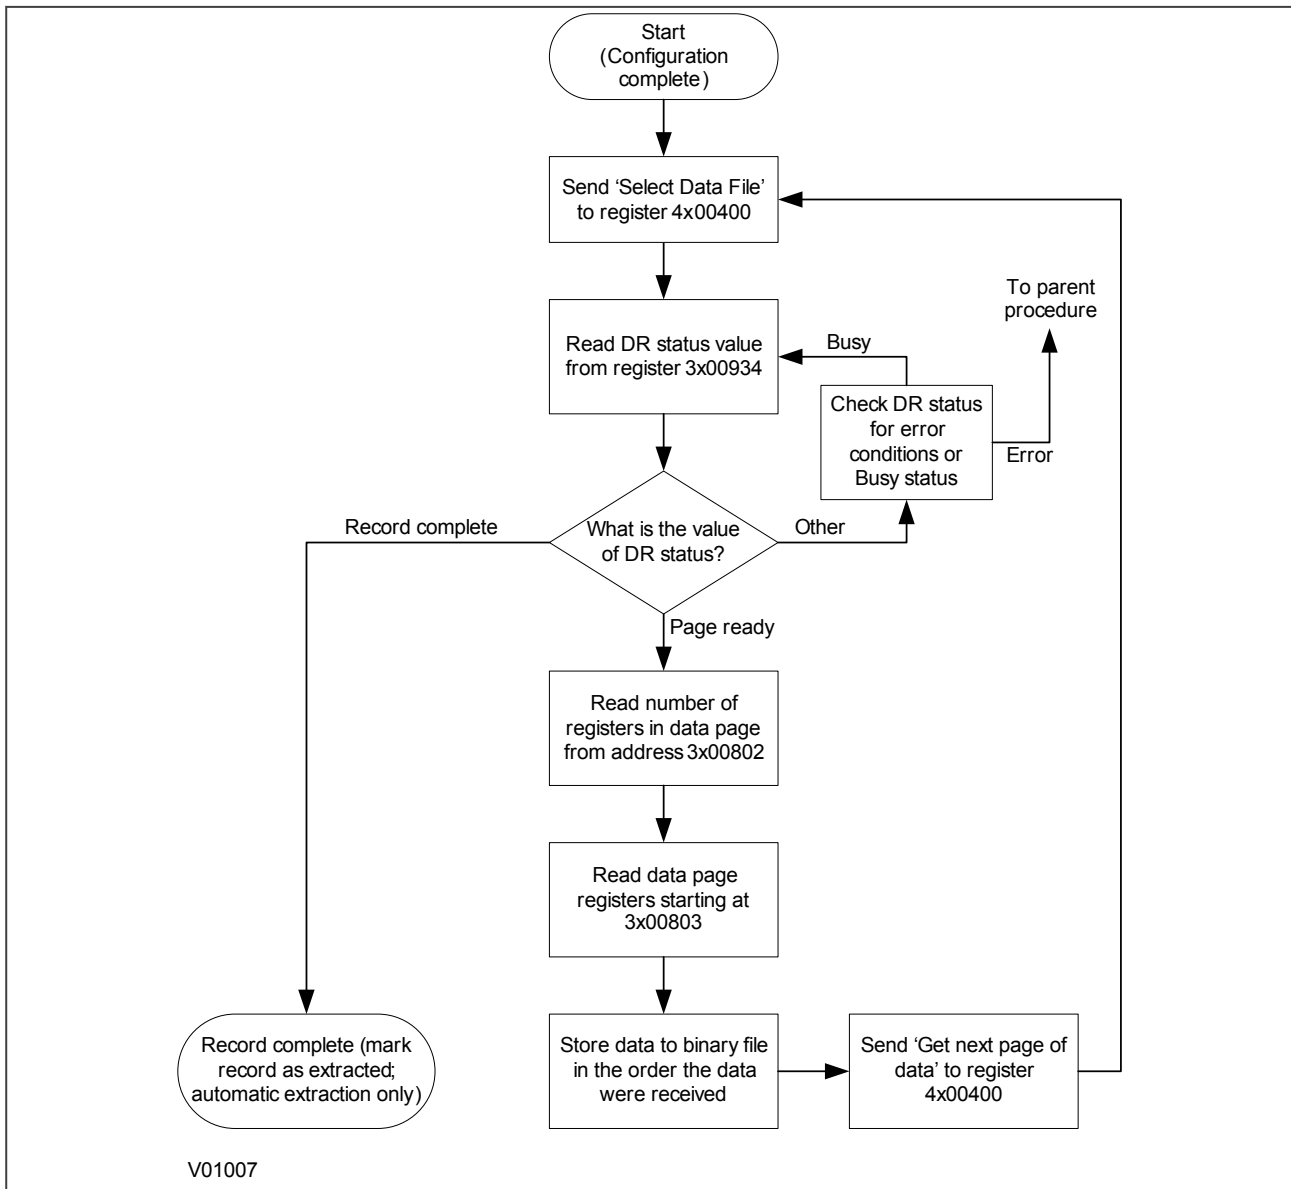 Start
(Configuration
complete)
Send ‘Select Data File’
to register 4x00400
To parent
procedure
Read DR status value
from register 3x00934
Busy
Check DR status
for error
conditions or
Busy status
Error
Record complete
What is the value
of DR status?
Other
Page ready
Read number of
registers in data page
from address 3x00802
Read data page
registers starting at
3x00803
Record complete (mark
record as extracted;
automatic extraction only)
Store data to binary file
in the order the data
were received
Send ‘Get next page of
data’ to register
4x00400
V01007